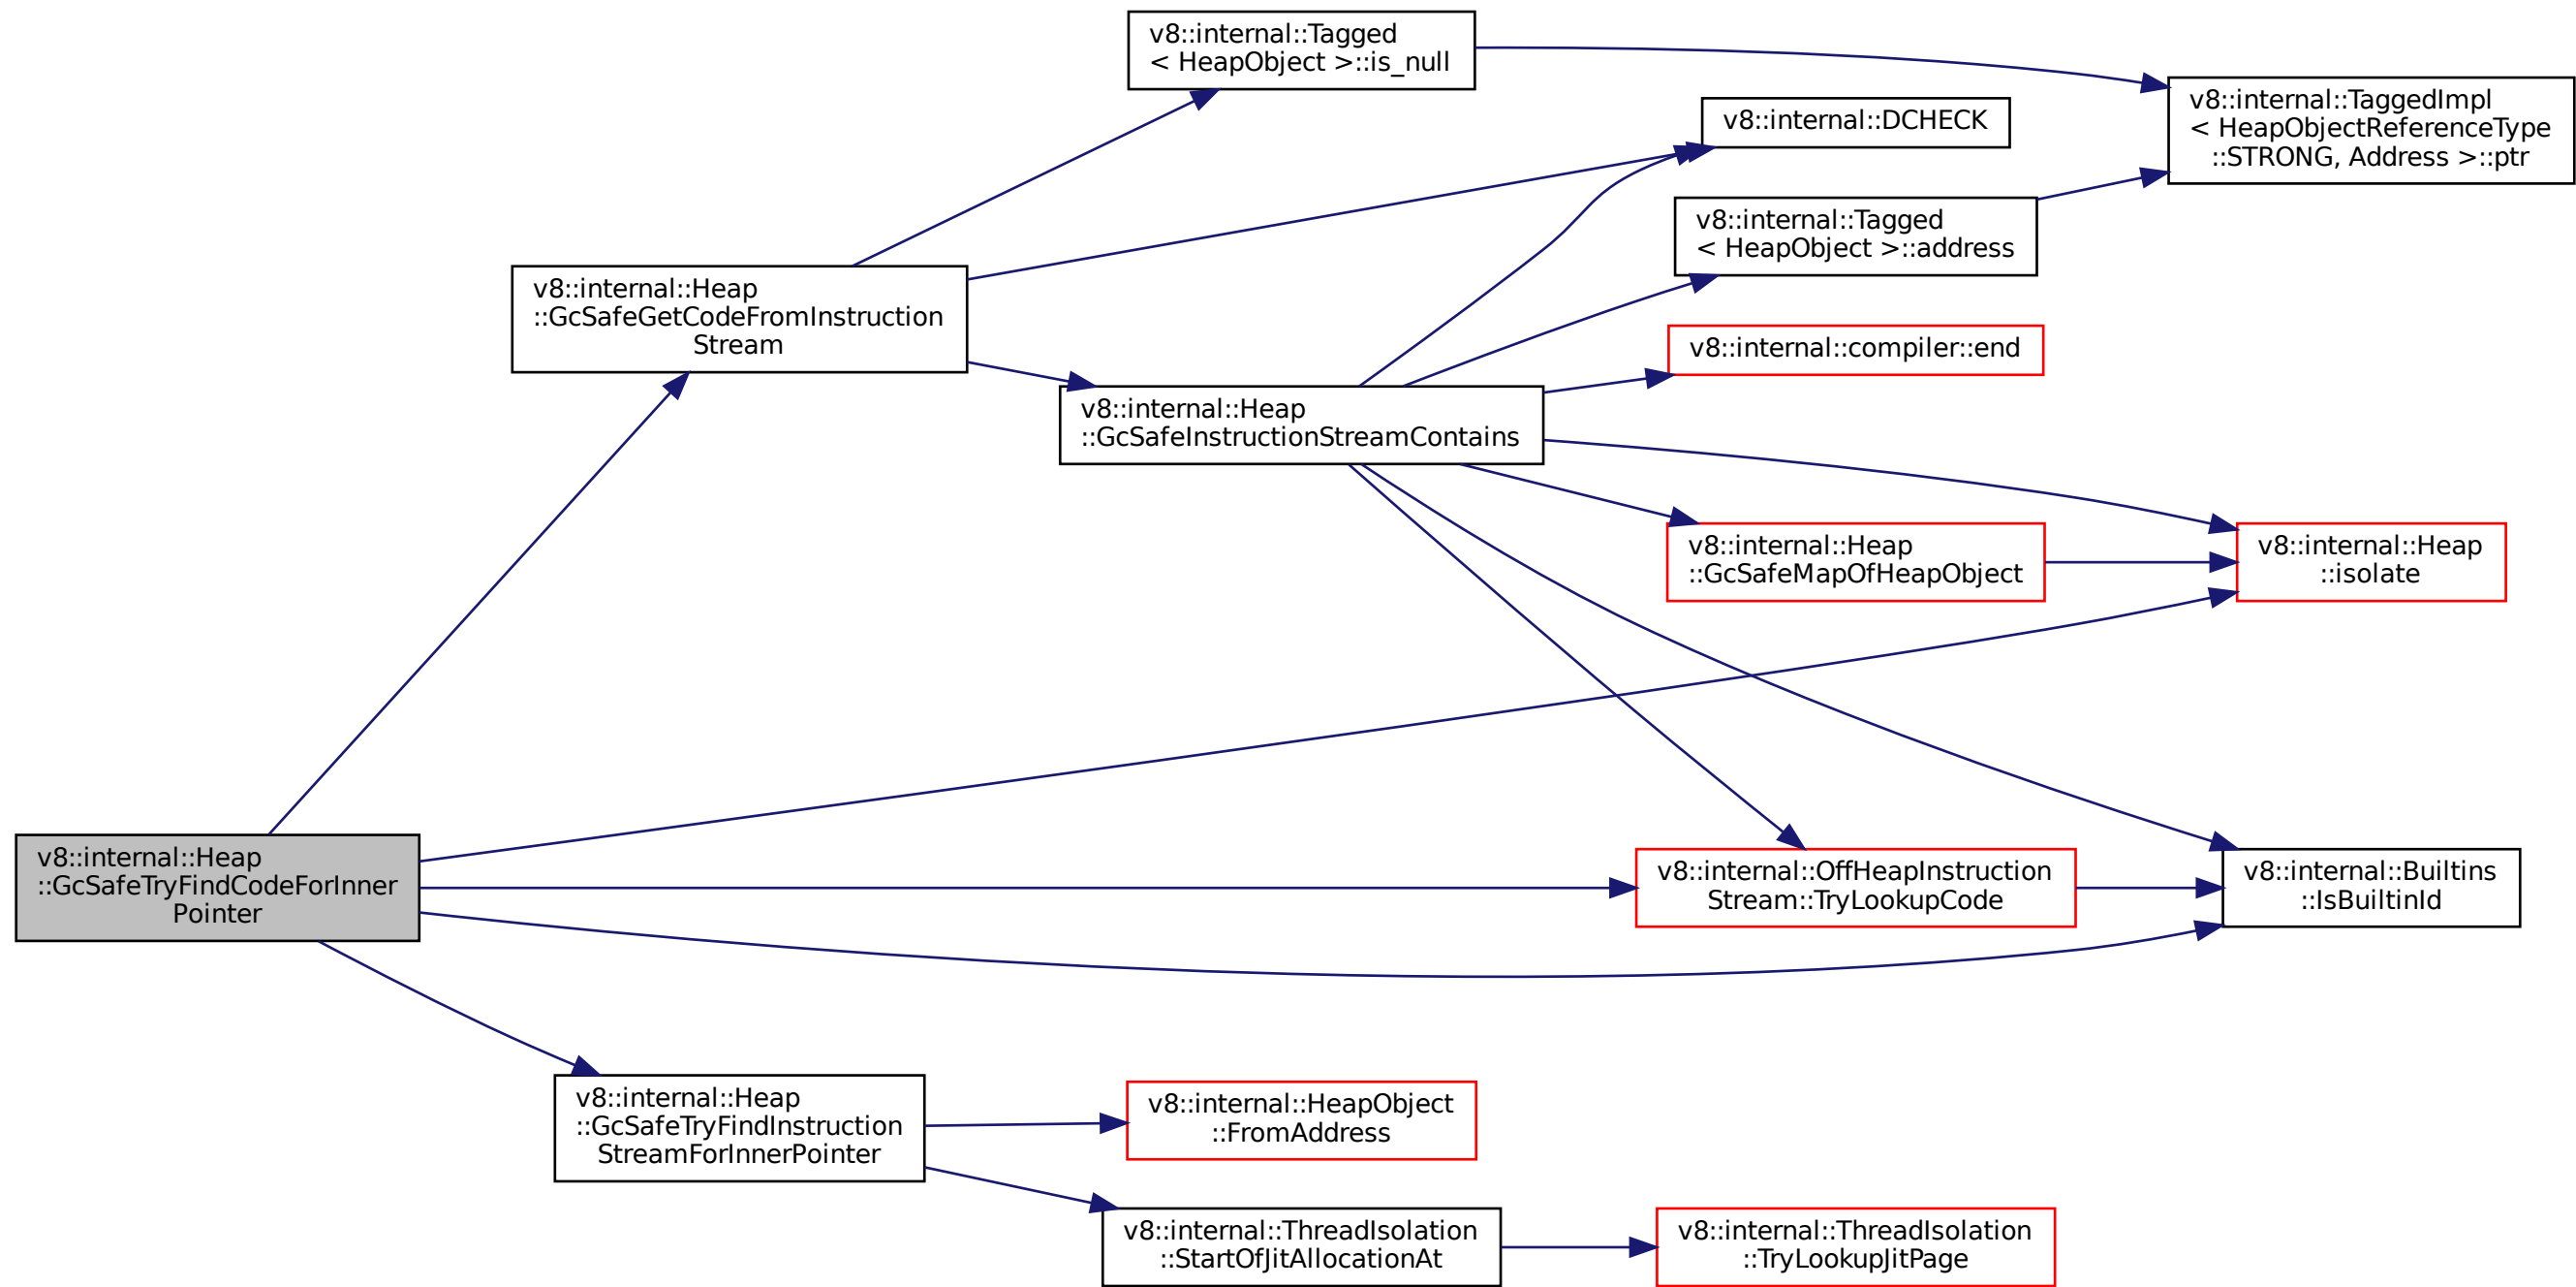 v8::internal::Tagged
< HeapObject >::is_null
v8::internal::TaggedImpl
< HeapObjectReferenceType
::STRONG, Address >::ptr
v8::internal::DCHECK
v8::internal::Tagged
< HeapObject >::address
v8::internal::Heap
::GcSafeGetCodeFromInstruction
Stream
v8::internal::compiler::end
v8::internal::Heap
::GcSafeInstructionStreamContains
v8::internal::Heap
::GcSafeMapOfHeapObject
v8::internal::Heap
::isolate
v8::internal::Heap
::GcSafeTryFindCodeForInner
Pointer
v8::internal::OffHeapInstruction
Stream::TryLookupCode
v8::internal::Builtins
::IsBuiltinId
v8::internal::Heap
::GcSafeTryFindInstruction
StreamForInnerPointer
v8::internal::HeapObject
::FromAddress
v8::internal::ThreadIsolation
::StartOfJitAllocationAt
v8::internal::ThreadIsolation
::TryLookupJitPage